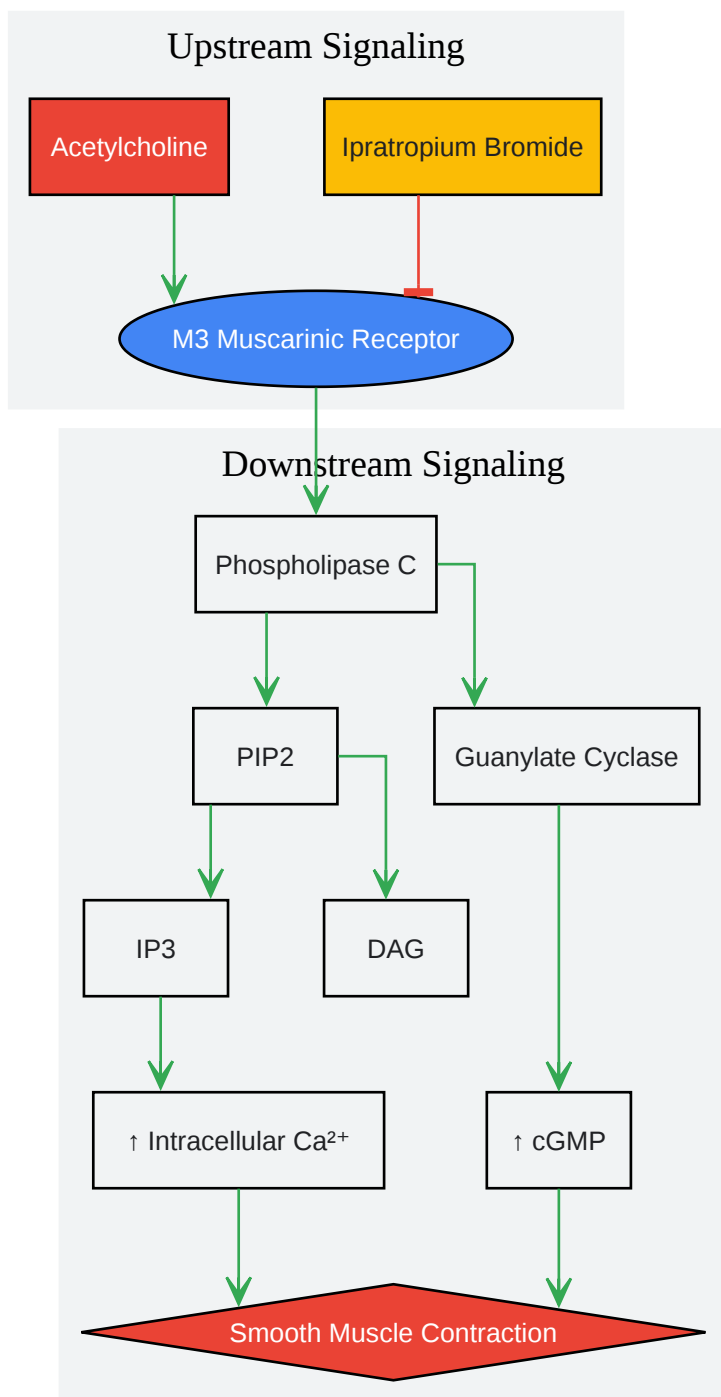 Upstream Signaling
Acetylcholine
Ipratropium Bromide
M3 Muscarinic Receptor
Downstream Signaling
Phospholipase C
PIP2
Guanylate Cyclase
IP3
DAG
↑ Intracellular Ca²⁺
↑ cGMP
Smooth Muscle Contraction